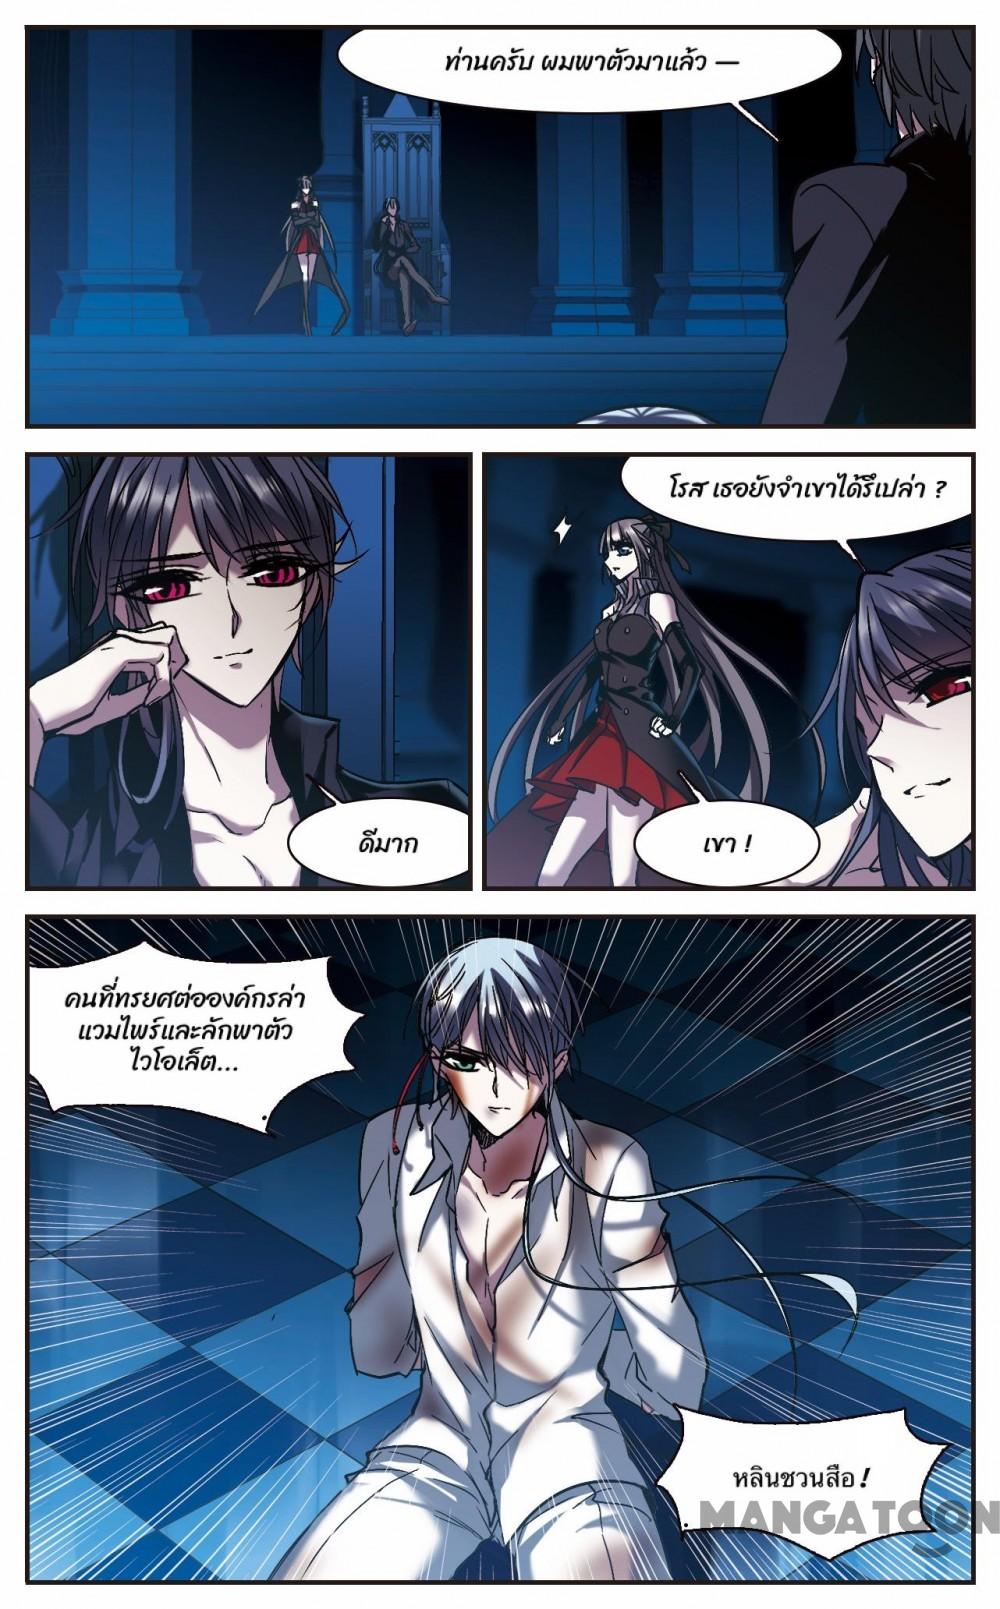 ท่านครับ ผมพาตัวมาแล้ว —
ดีมาก
โรส เธอยังจำเขาได้รึเปล่า ?
เขา !
คนที่ทรยศต่อองค์กรล่า
แวมไพร์และลักพาตัว
ไวโอเล็ต...
หลินชวนสือ !
MANGATOON